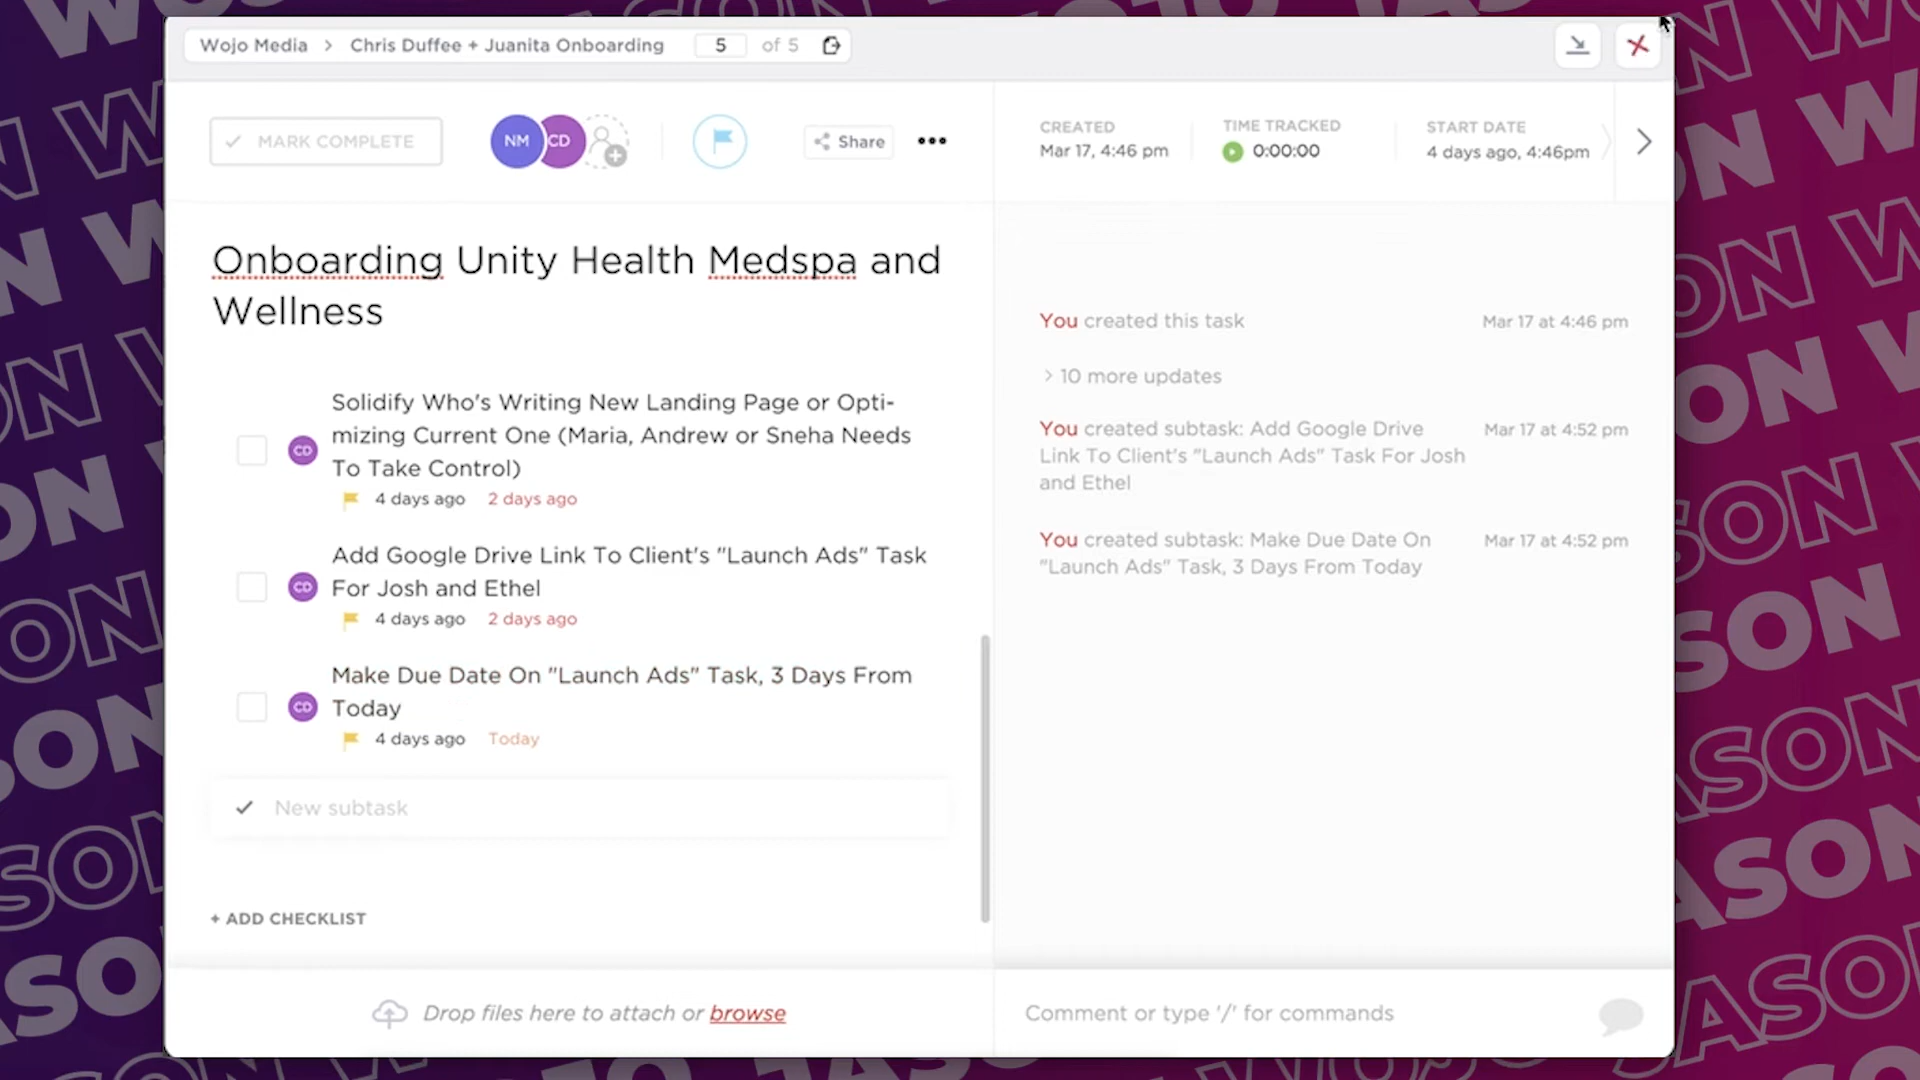 Wojo Media > Chris Duffee + Juanita Onboarding 5 of 5
MARK COMPLETE
NM CD
Share
CREATED
Mar 17, 4:46 pm
TIME TRACKED
0:00:00
START DATE
4 days ago, 4:46pm
Onboarding Unity Health Medspa and
Wellness
Solidify Who's Writing New Landing Page or Opti-
mizing Current One (Maria, Andrew or Sneha Needs
To Take Control)
CD
4 days ago 2 days ago
Add Google Drive Link To Client's "Launch Ads" Task
For Josh and Ethel
CD
4 days ago 2 days ago
Make Due Date On "Launch Ads" Task, 3 Days From
Today
CD
4 days ago Today
New subtask
+ ADD CHECKLIST
Drop files here to attach or browse
You created this task Mar 17 at 4:46 pm
> 10 more updates
You created subtask: Add Google Drive Mar 17 at 4:52 pm
Link To Client's "Launch Ads" Task For Josh
and Ethel
You created subtask: Make Due Date On Mar 17 at 4:52 pm
"Launch Ads" Task, 3 Days From Today
Comment or type '/' for commands